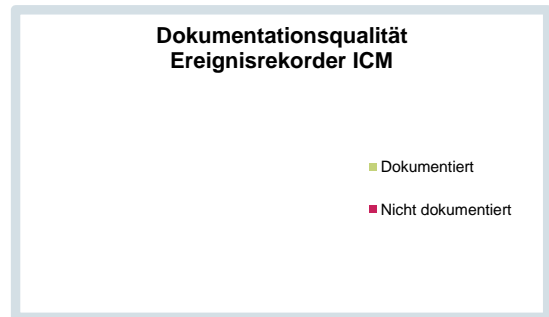 Dokumentationsqualität
Ereignisrekorder ICM
Dokumentiert
Nicht dokumentiert